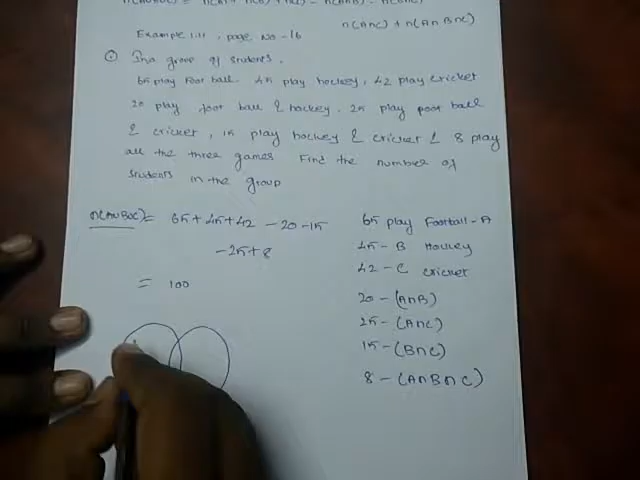 n(AUBUC) = n(A) + n(B) + n(C) - n(A∩B) - n(B∩C) -
n(A∩C) + n(A∩B∩C)
Example 1.11, page No - 16
In a group of students,
65 play Foot ball. 45 play hockey, 42 play cricket
20 play foot ball & hockey. 25 play foot ball
& cricket, 15 play hockey & cricket & 8 play
all the three games Find the number of
students in the group
n(AUBUC) = 65 + 45 + 42 - 20 - 15
- 25 + 8
= 100
65 play Football - A
45 - B Hockey
42 - C cricket
20 - (A∩B)
25 - (A∩C)
15 - (B∩C)
8 - (A∩B∩C)